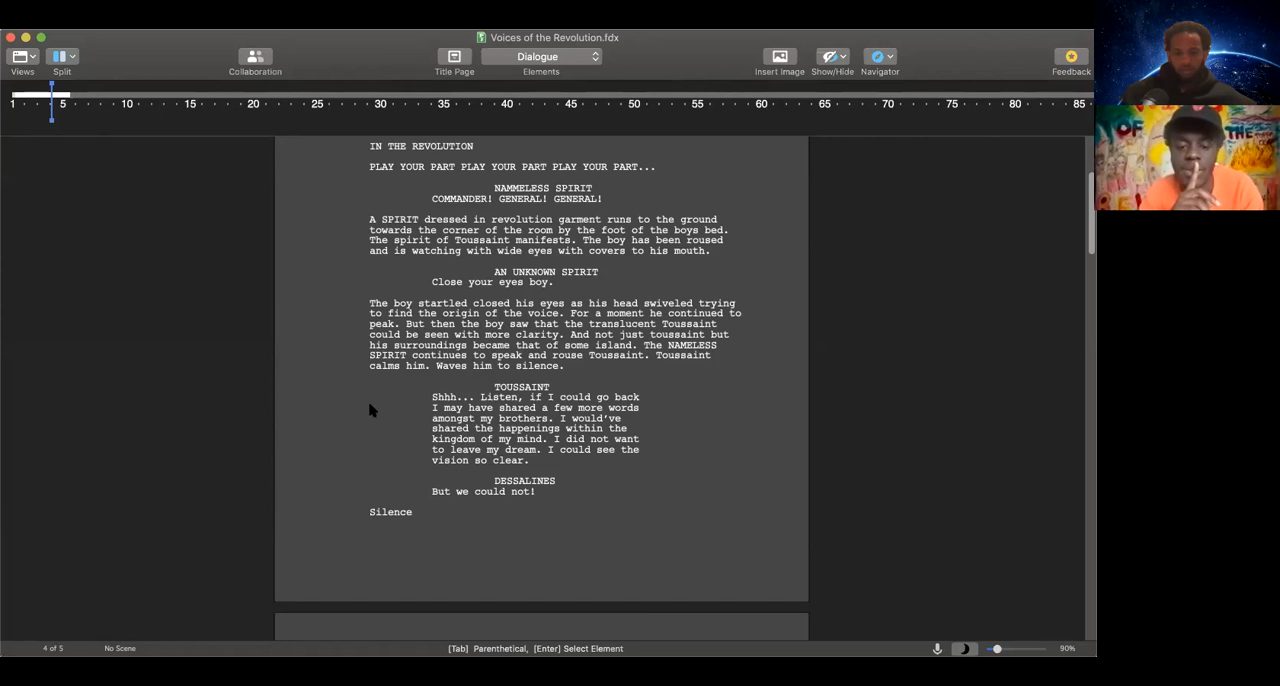 Voices of the Revolution.fdx
Dialogue
Views
Split
Collaboration
Title Page
Elements
Insert Image
Show/Hide
Navigator
Feedback
1 5 10 15 20 25 30 35 40 45 50 55 60 65 70 75 80 85
IN THE REVOLUTION
PLAY YOUR PART PLAY YOUR PART PLAY YOUR PART...
NAMMELESS SPIRIT
COMMANDER! GENERAL! GENERAL!
A SPIRIT dressed in revolution garment runs to the ground
towards the corner of the room by the foot of the boys bed.
The spirit of Toussaint manifests. The boy has been roused
and is watching with wide eyes with covers to his mouth.
AN UNKNOWN SPIRIT
Close your eyes boy.
The boy startled closed his eyes as his head swiveled trying
to find the origin of the voice. For a moment he continued to
peak. But then the boy saw that the translucent Toussaint
could be seen with more clarity. And not just toussaint but
his surroundings became that of some island. The NAMELESS
SPIRIT continues to speak and rouse Toussaint. Toussaint
calms him. Waves him to silence.
TOUSSAINT
Shhh... Listen, if I could go back
I may have shared a few more words
amongst my brothers. I would've
shared the happenings within the
kingdom of my mind. I did not want
to leave my dream. I could see the
vision so clear.
DESSALINES
But we could not!
Silence
4 of 5
No Scene
[Tab] Parenthetical, [Enter] Select Element
90%
OF
THE